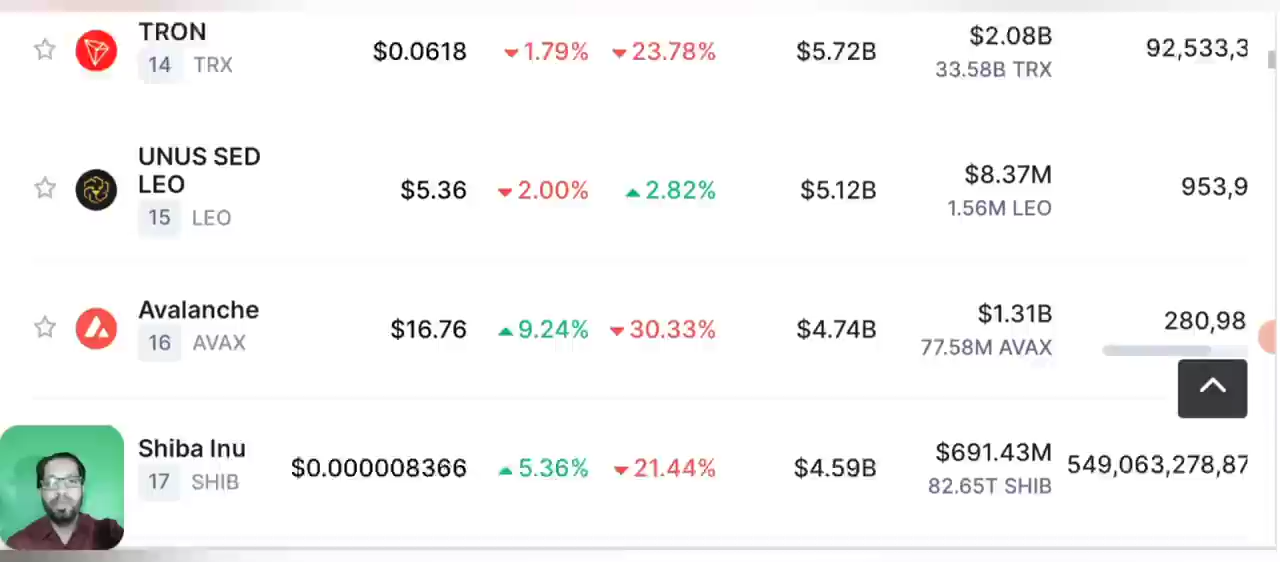 TRON
14 TRX
$0.0618 1.79% 23.78% $5.72B
$2.08B
33.58B TRX
92,533,3
UNUS SED
LEO
15 LEO
$5.36 2.00% 2.82% $5.12B
$8.37M
1.56M LEO
953,9
Avalanche
16 AVAX
$16.76 9.24% 30.33% $4.74B
$1.31B
77.58M AVAX
280,98
Shiba Inu
17 SHIB
$0.000008366 5.36% 21.44% $4.59B
$691.43M
82.65T SHIB
549,063,278,87